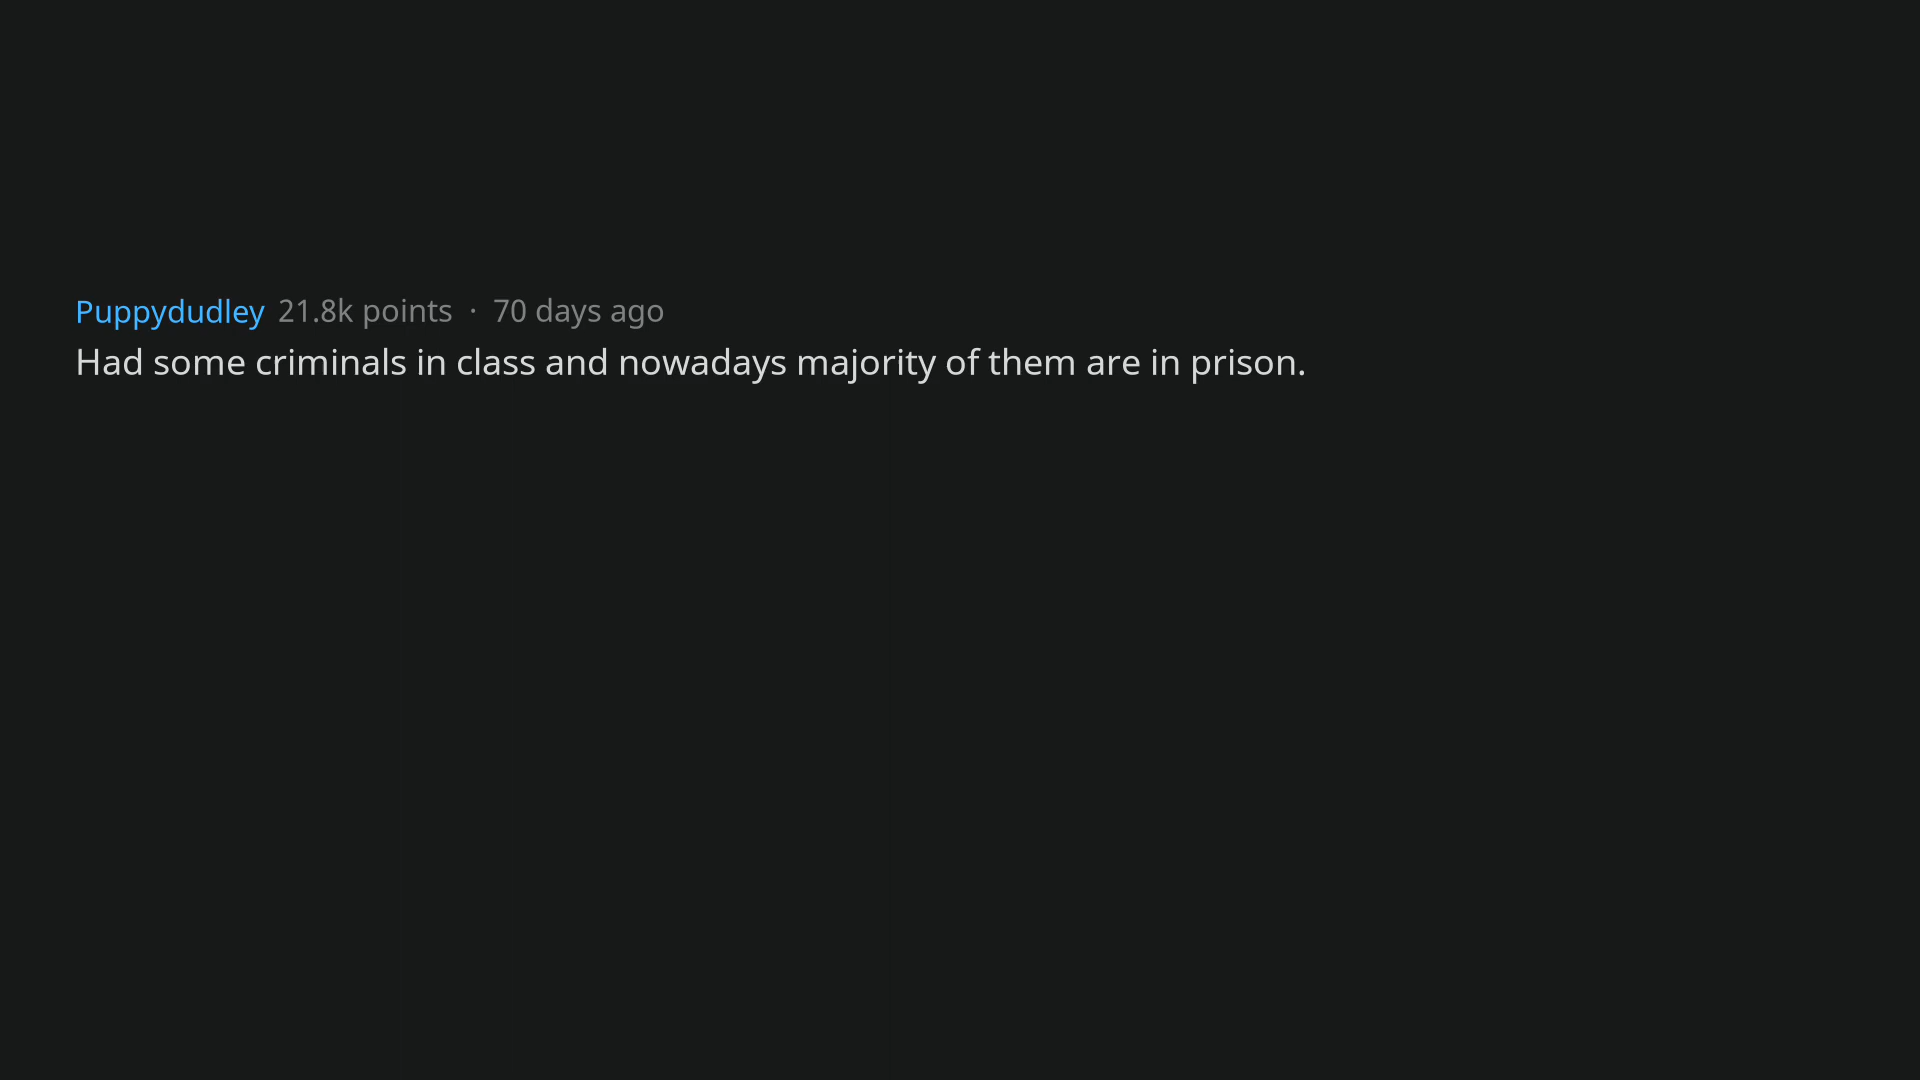 Puppydudley 21.8k points · 70 days ago
Had some criminals in class and nowadays majority of them are in prison.